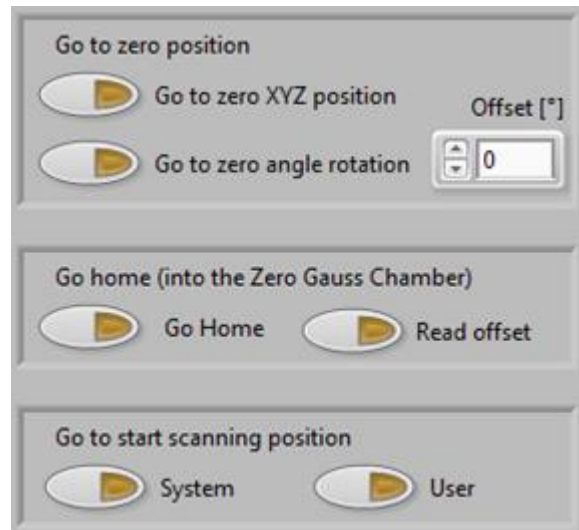 Go to zero position
Go to zero XYZ position
Offset [°]
Go to zero angle rotation
0
Go home (into the Zero Gauss Chamber)
Go Home
Read offset
Go to start scanning position
System
User